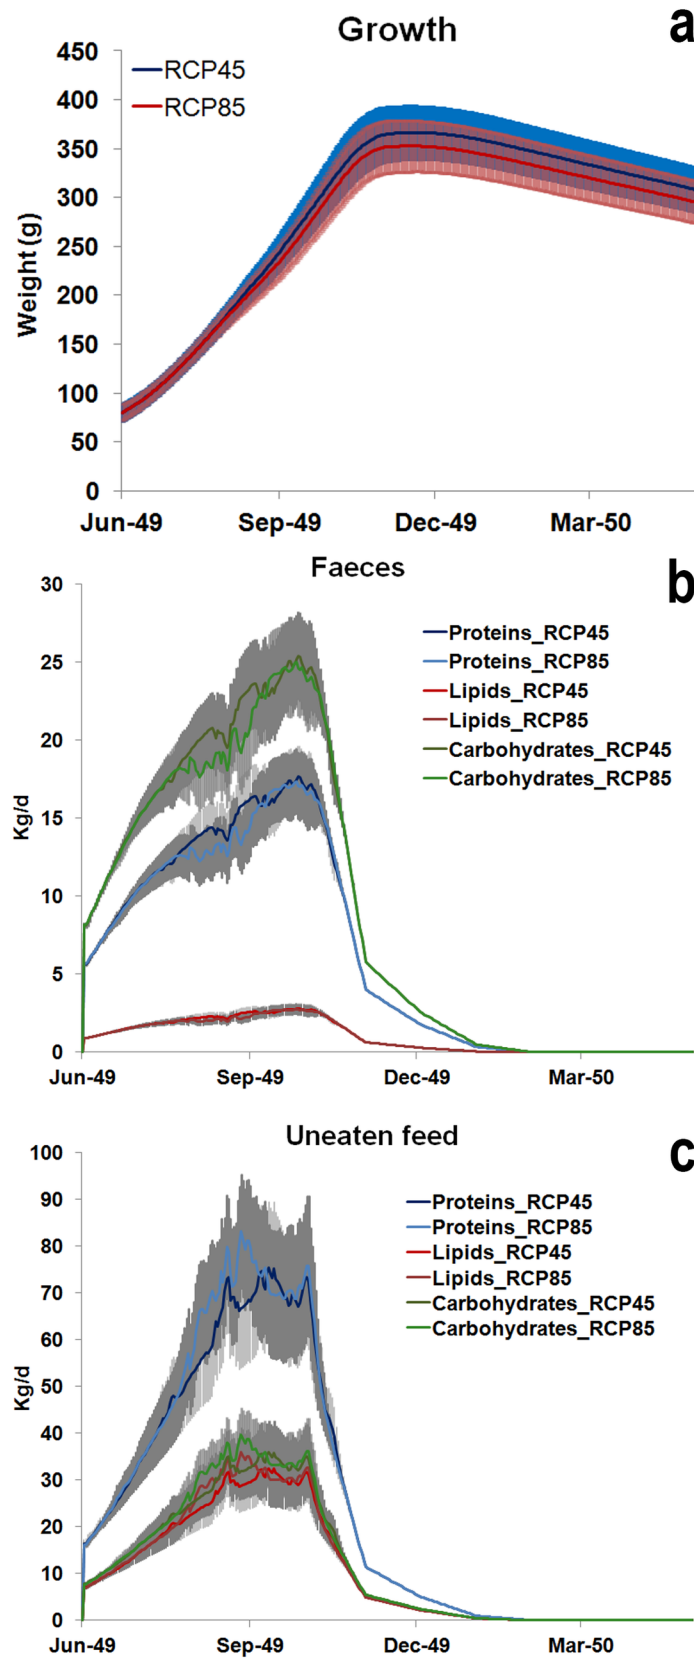 Growth
a
450
400
350
300
250
200
150
100
50
0
Weight (g)
RCP45
RCP85
Jun-49 Sep-49 Dec-49 Mar-50
Faeces
b
30
25
20
15
10
5
0
Kg/d
Proteins_RCP45
Proteins_RCP85
Lipids_RCP45
Lipids_RCP85
Carbohydrates_RCP45
Carbohydrates_RCP85
Jun-49 Sep-49 Dec-49 Mar-50
Uneaten feed
c
100
90
80
70
60
50
40
30
20
10
0
Kg/d
Proteins_RCP45
Proteins_RCP85
Lipids_RCP45
Lipids_RCP85
Carbohydrates_RCP45
Carbohydrates_RCP85
Jun-49 Sep-49 Dec-49 Mar-50